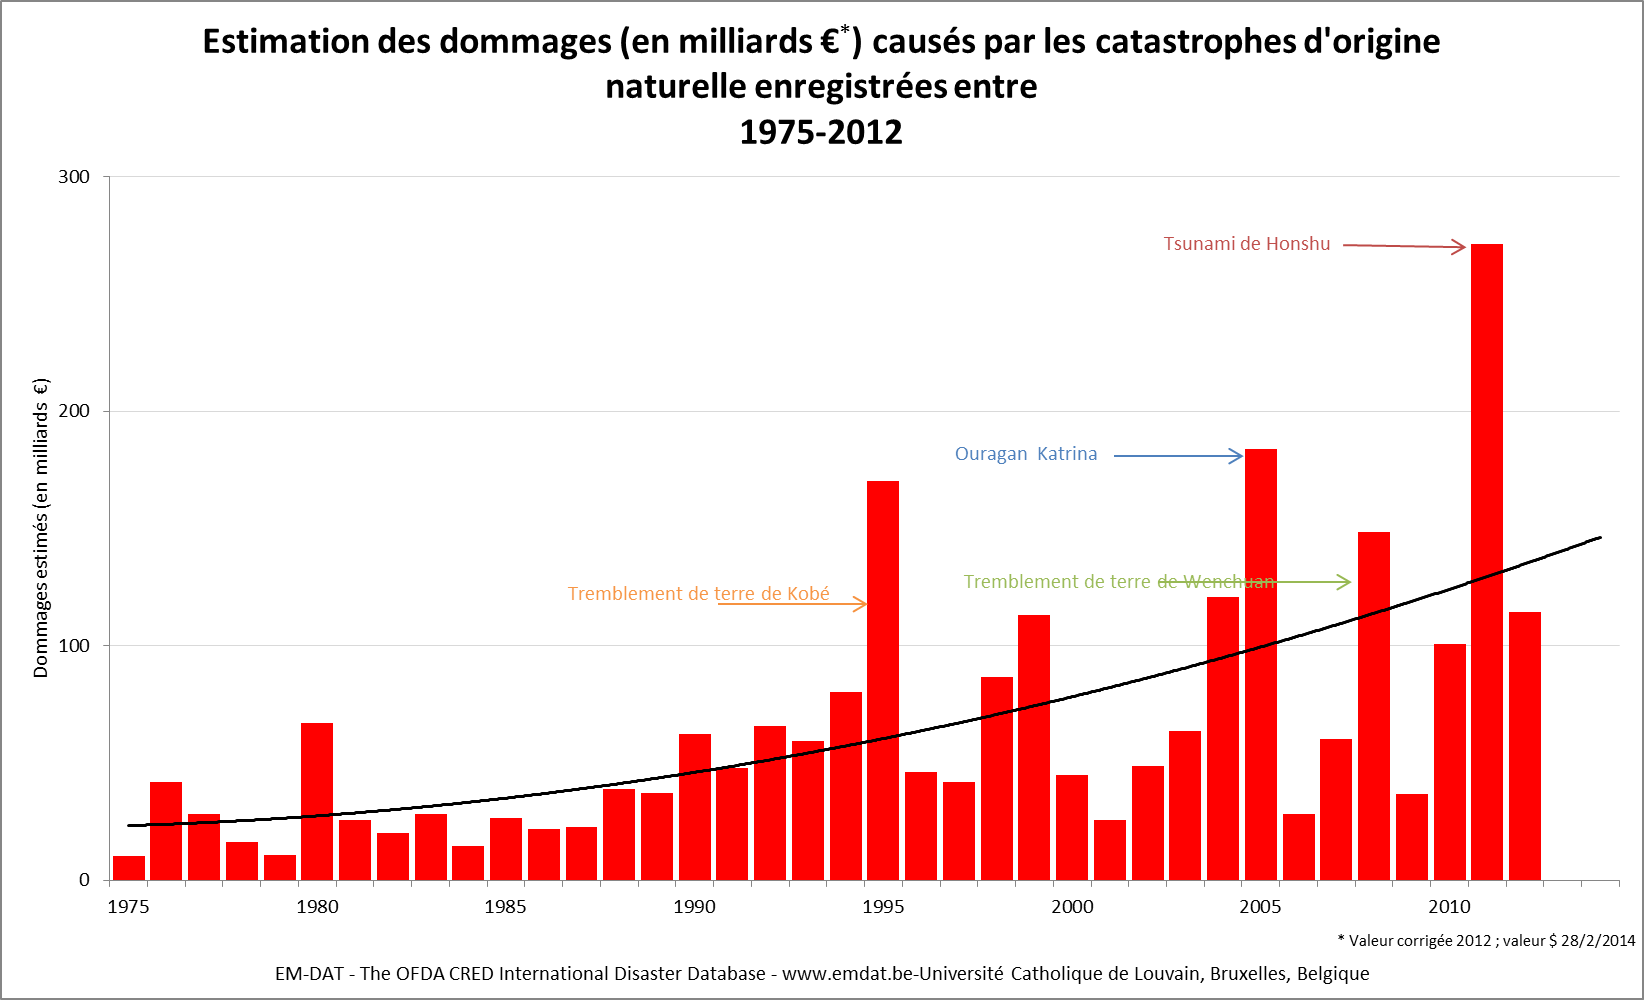 Estimation des dommages (en milliards €*) causés par les catastrophes d'origine
naturelle enregistrées entre
1975-2012
300
Tsunami de Honshu
Dommages estimés (en milliards €)
200
Ouragan Katrina
Tremblement de terre de Wenchuan
Tremblement de terre de Kobé
100
0
1975
1980
1985
1990
1995
2000
2005
2010
* Valeur corrigée 2012 ; valeur $ 28/2/2014
EM-DAT - The OFDA CRED International Disaster Database - www.emdat.be-Université Catholique de Louvain, Bruxelles, Belgique